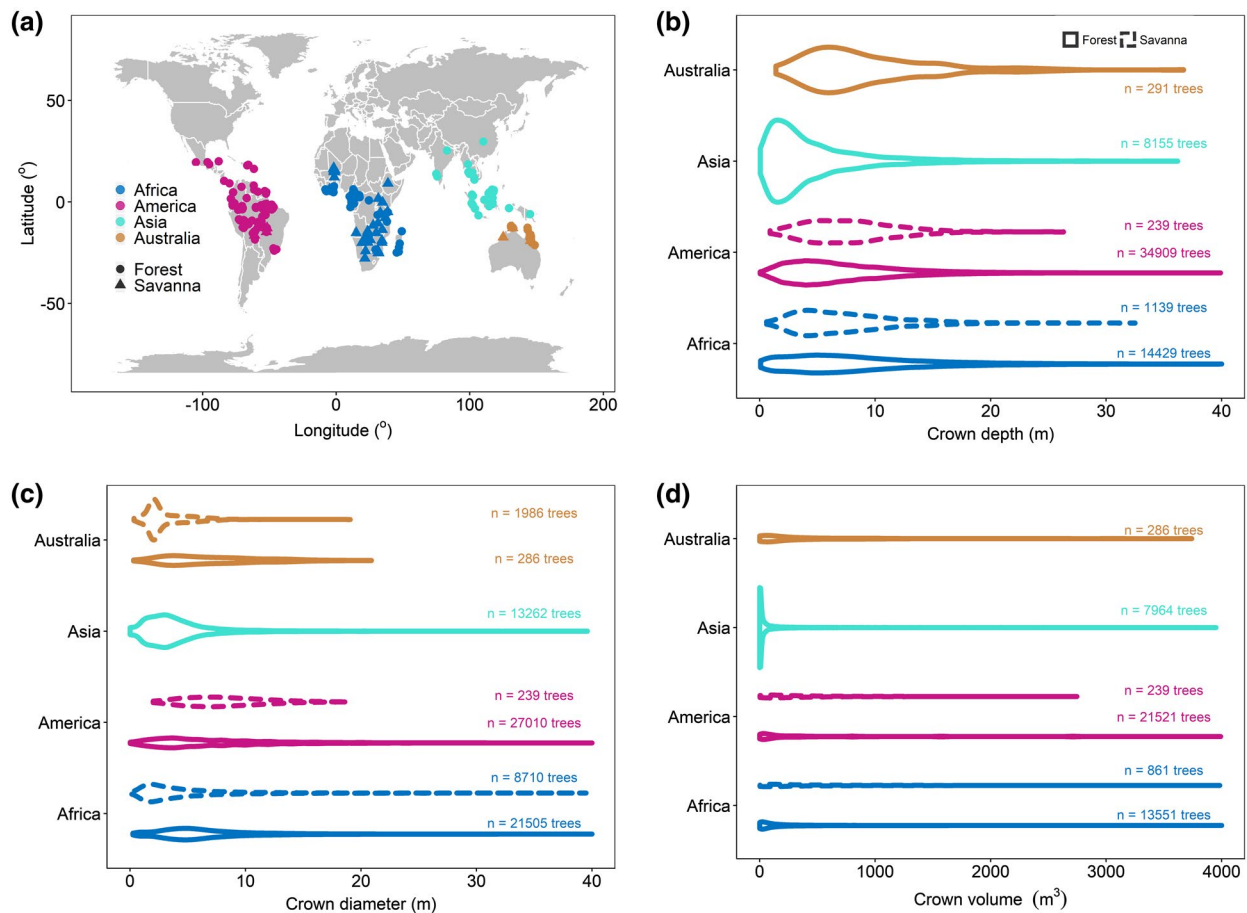 (a)
50
0
-50
Latitude (°)
Africa
America
Asia
Australia
Forest
Savanna
-100
0
100
200
Longitude (°)
(b)
Forest Savanna
Australia
n = 291 trees
Asia
n = 8155 trees
America
n = 239 trees
n = 34909 trees
Africa
n = 1139 trees
n = 14429 trees
0
10
20
30
40
Crown depth (m)
(c)
Australia
n = 1986 trees
n = 286 trees
Asia
n = 13262 trees
America
n = 239 trees
n = 27010 trees
Africa
n = 8710 trees
n = 21505 trees
0
20
40
10
30
Crown diameter (m)
(d)
Australia
n = 286 trees
Asia
n = 7964 trees
America
n = 239 trees
n = 21521 trees
Africa
n = 861 trees
n = 13551 trees
0
1000
2000
3000
4000
Crown volume (m³)